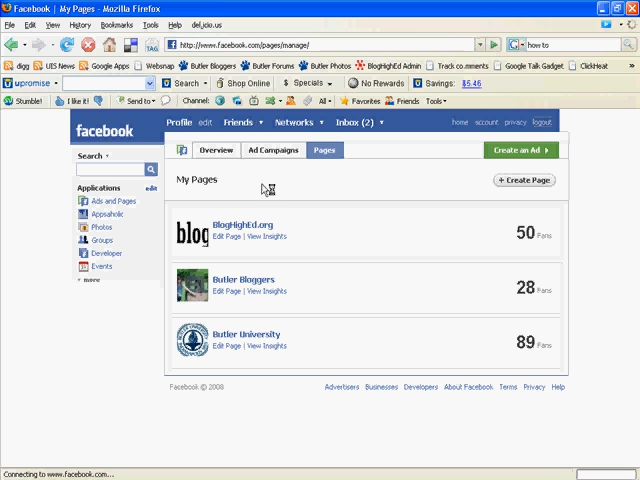 Facebook | My Pages - Mozilla Firefox
File Edit View History Bookmarks Tools Help del.icio.us
TAG http://www.facebook.com/pages/manage/ how to
digg UIS News Google Apps Websnap Butler Bloggers Butler Forums Butler Photos BlogHighEd Admin Track co.mments Google Talk Gadget ClickHeat
upromise Search Shop Online Specials No Rewards Savings: $5.46
Stumble! I like it! Send to Channel: All Favorites Friends Tools
facebook Profile edit Friends Networks Inbox (2) home account privacy logout
Search
Applications edit
Ads and Pages
Appsaholic
Photos
Groups
Developer
Events
more
Overview Ad Campaigns Pages Create an Ad
My Pages + Create Page
blog BlogHighEd.org
Edit Page | View Insights
50 Fans
Butler Bloggers
Edit Page | View Insights
28 Fans
Butler University
Edit Page | View Insights
89 Fans
Facebook © 2008 Advertisers Businesses Developers About Facebook Terms Privacy Help
Connecting to www.facebook.com...